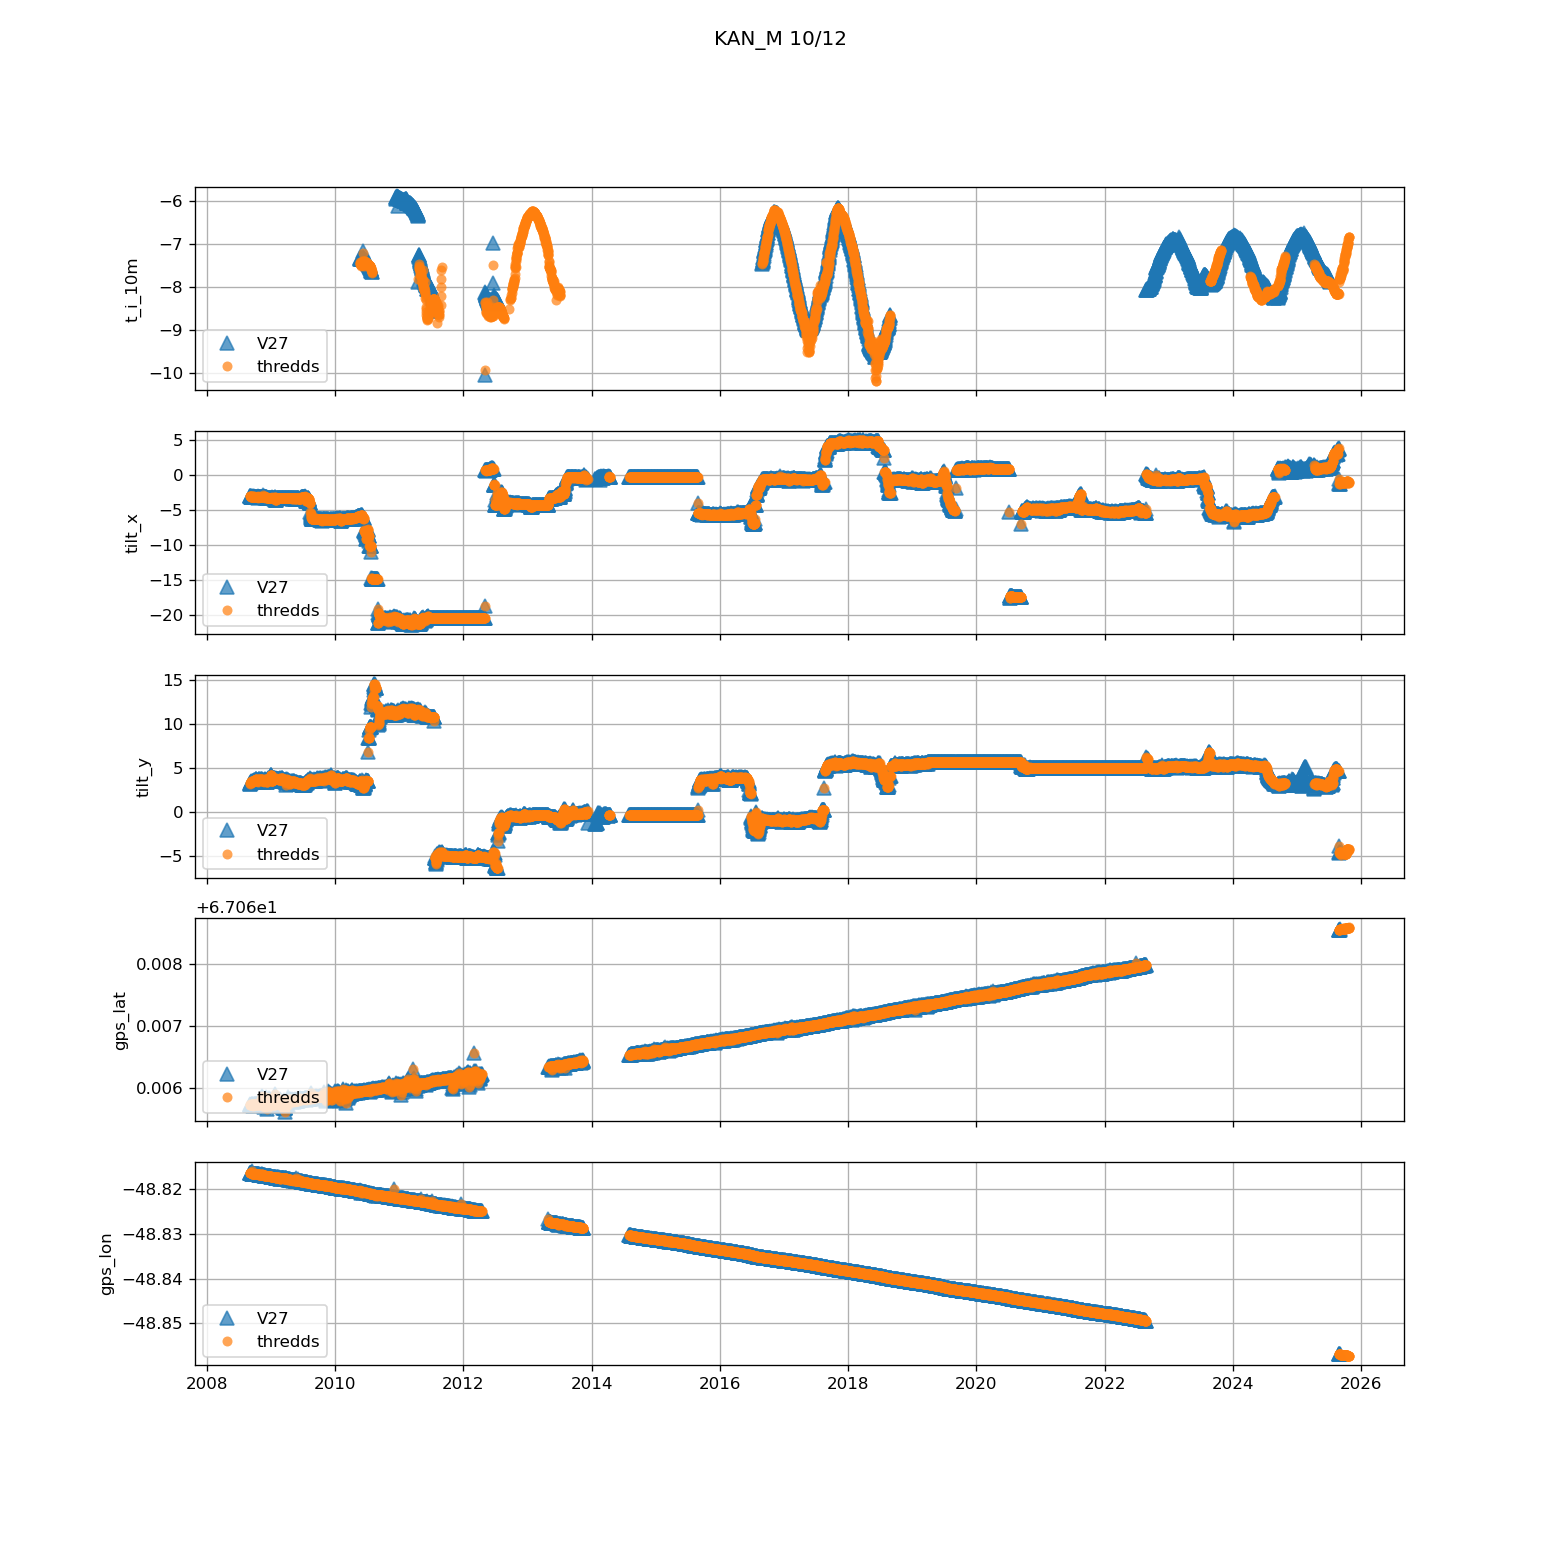 KAN_M 10/12
t_i_10m
−6
−7
−8
−9
−10
V27
thredds
tilt_x
5
0
−5
−10
−15
−20
V27
thredds
tilt_y
15
10
5
0
−5
V27
thredds
+6.706e1
gps_lat
0.008
0.007
0.006
V27
thredds
gps_lon
−48.82
−48.83
−48.84
−48.85
V27
thredds
2008 2010 2012 2014 2016 2018 2020 2022 2024 2026